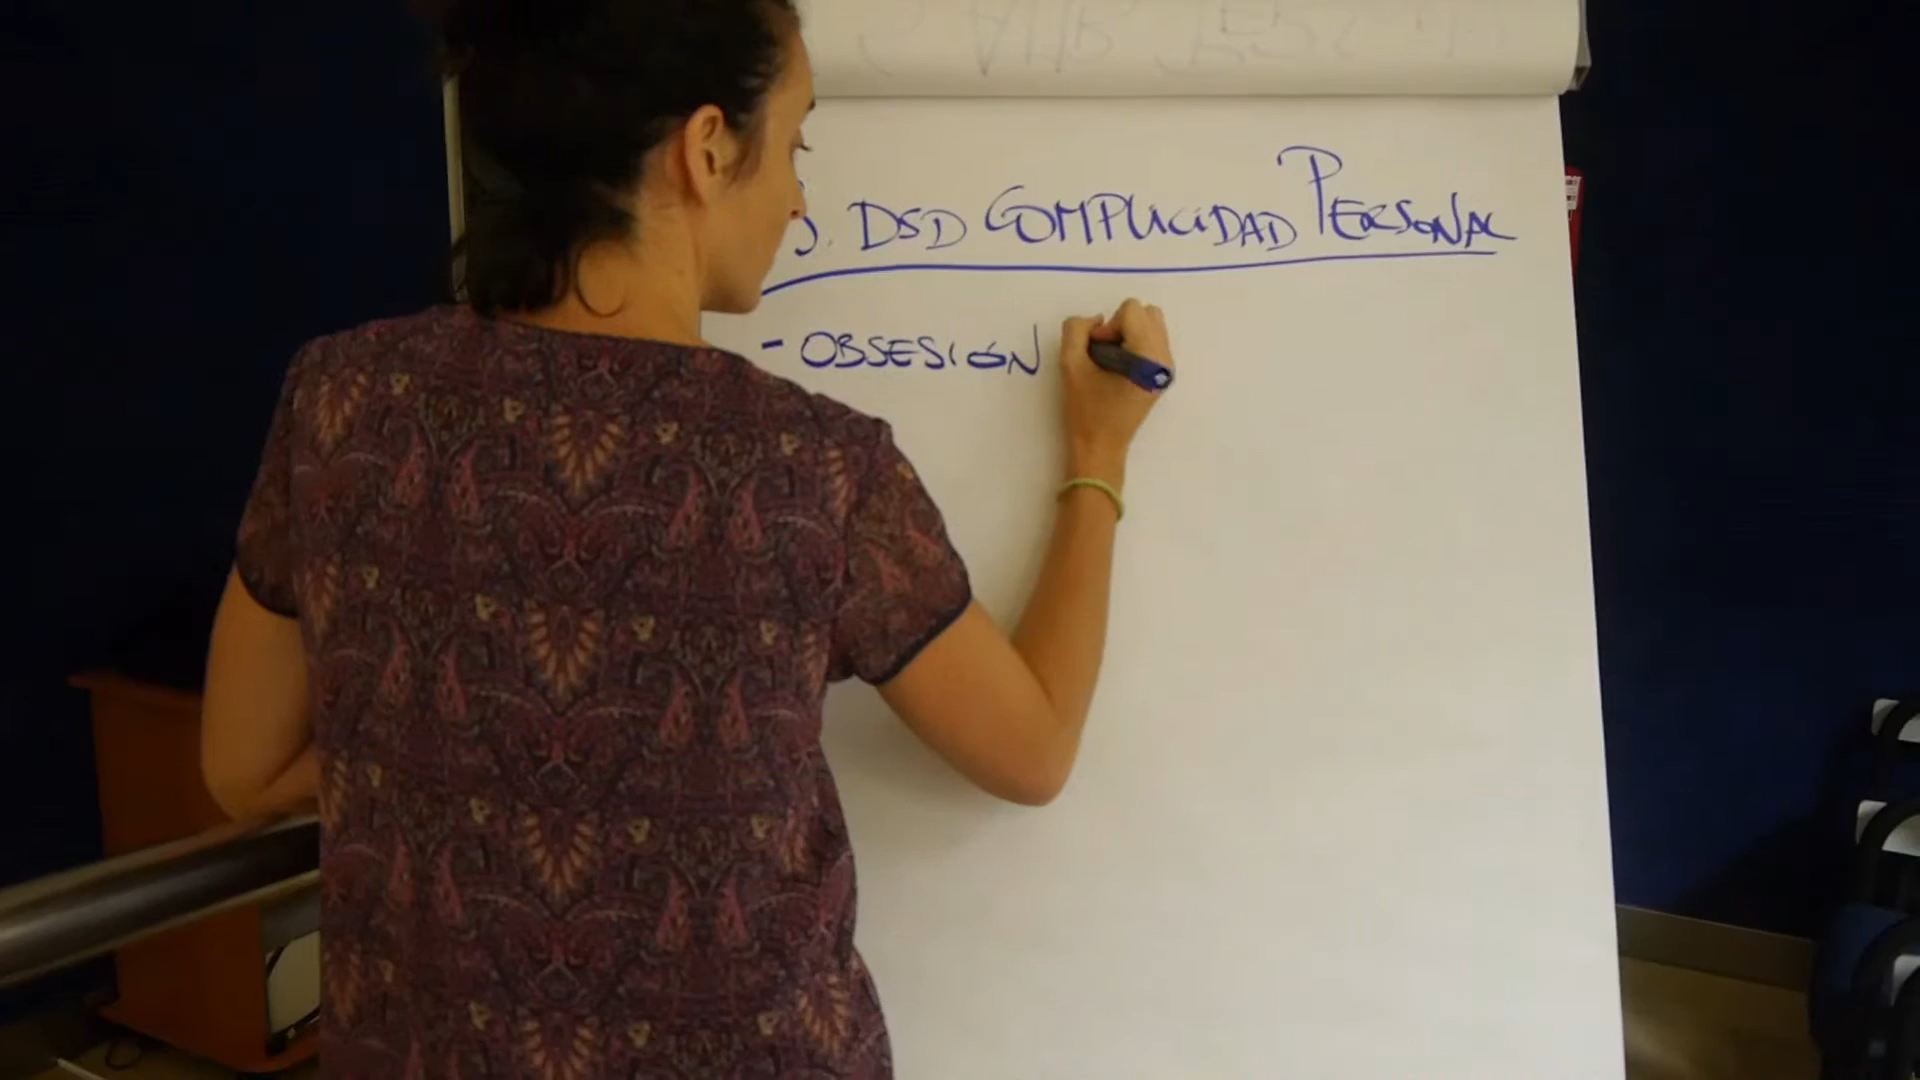 . DSD COMPLICIDAD PERSONAL
- OBSESIÓN